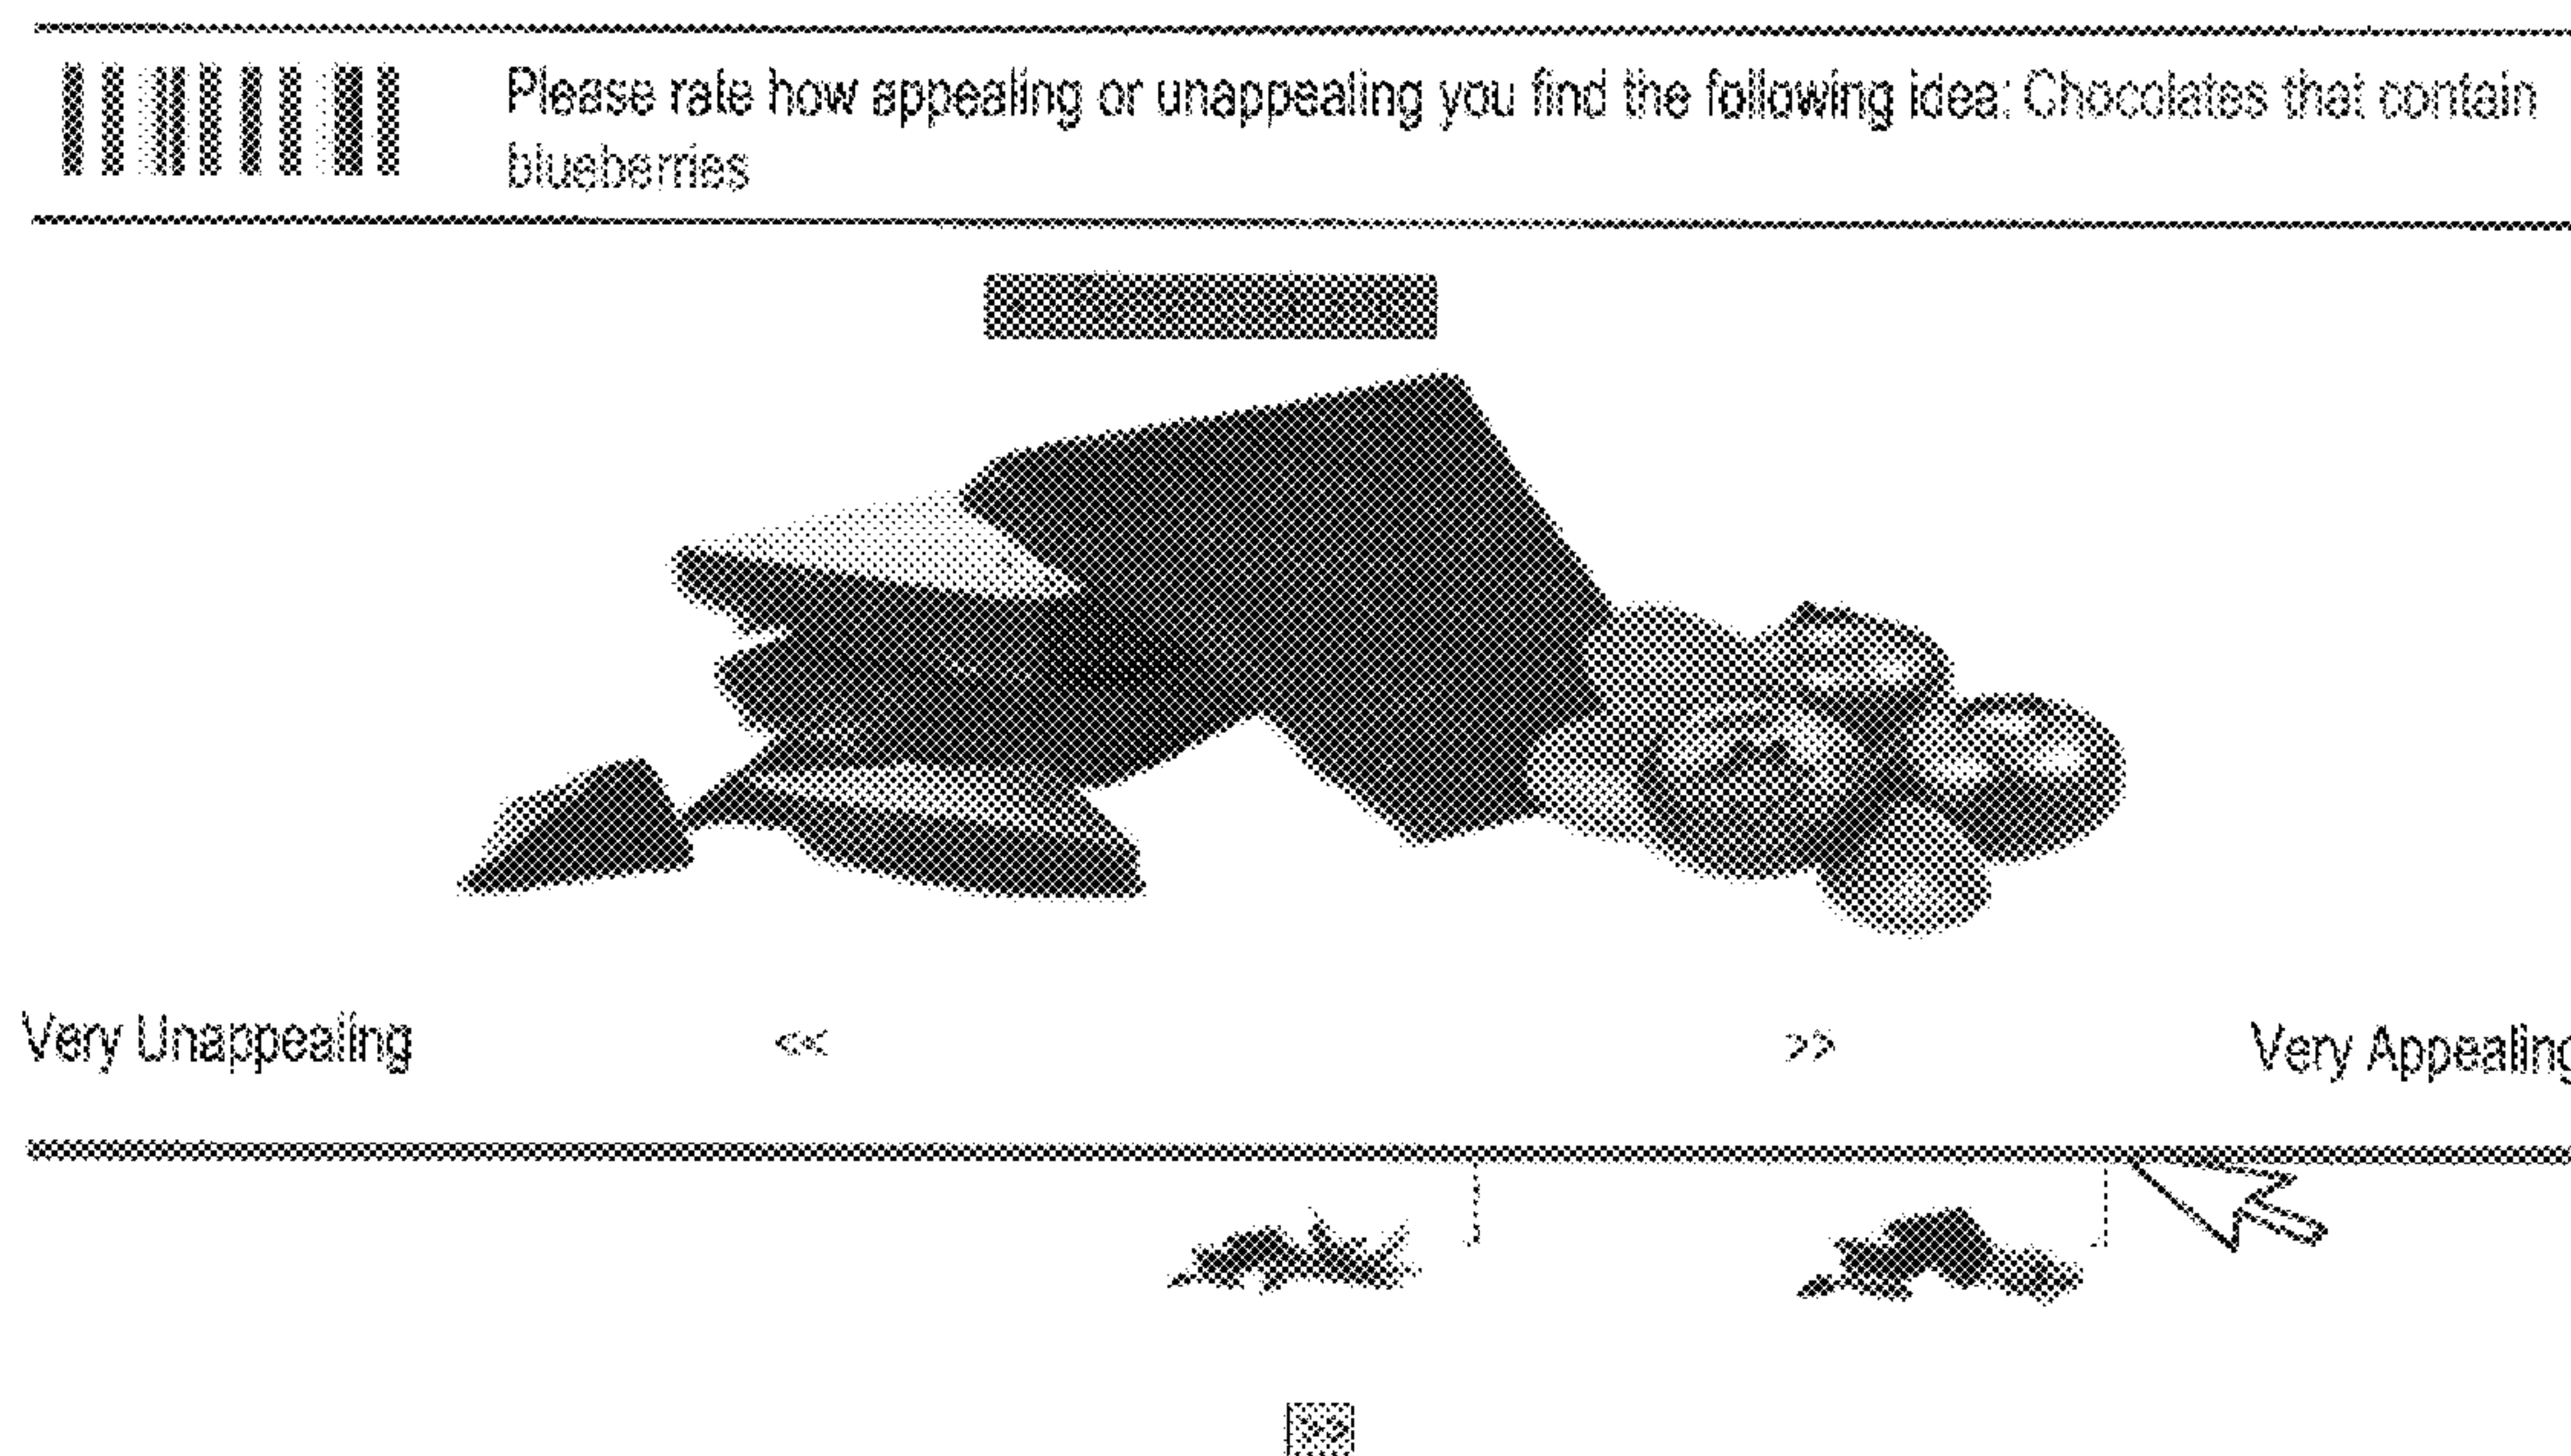 Please rate how appealing or unappealing you find the following idea: Chocolates that contain
blueberries
Very Unappealing << >> Very Appealing
>>